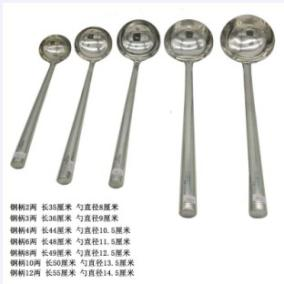 钢柄2两 长35厘米 勺直径8厘米
钢柄3两 长36厘米 勺直径9厘米
钢柄4两 长44厘米 勺直径10.5厘米
钢柄6两 长48厘米 勺直径11.5厘米
钢柄8两 长49厘米 勺直径12.5厘米
钢柄10两 长50厘米 勺直径13.5厘米
钢柄12两 长55厘米 勺直径14.5厘米